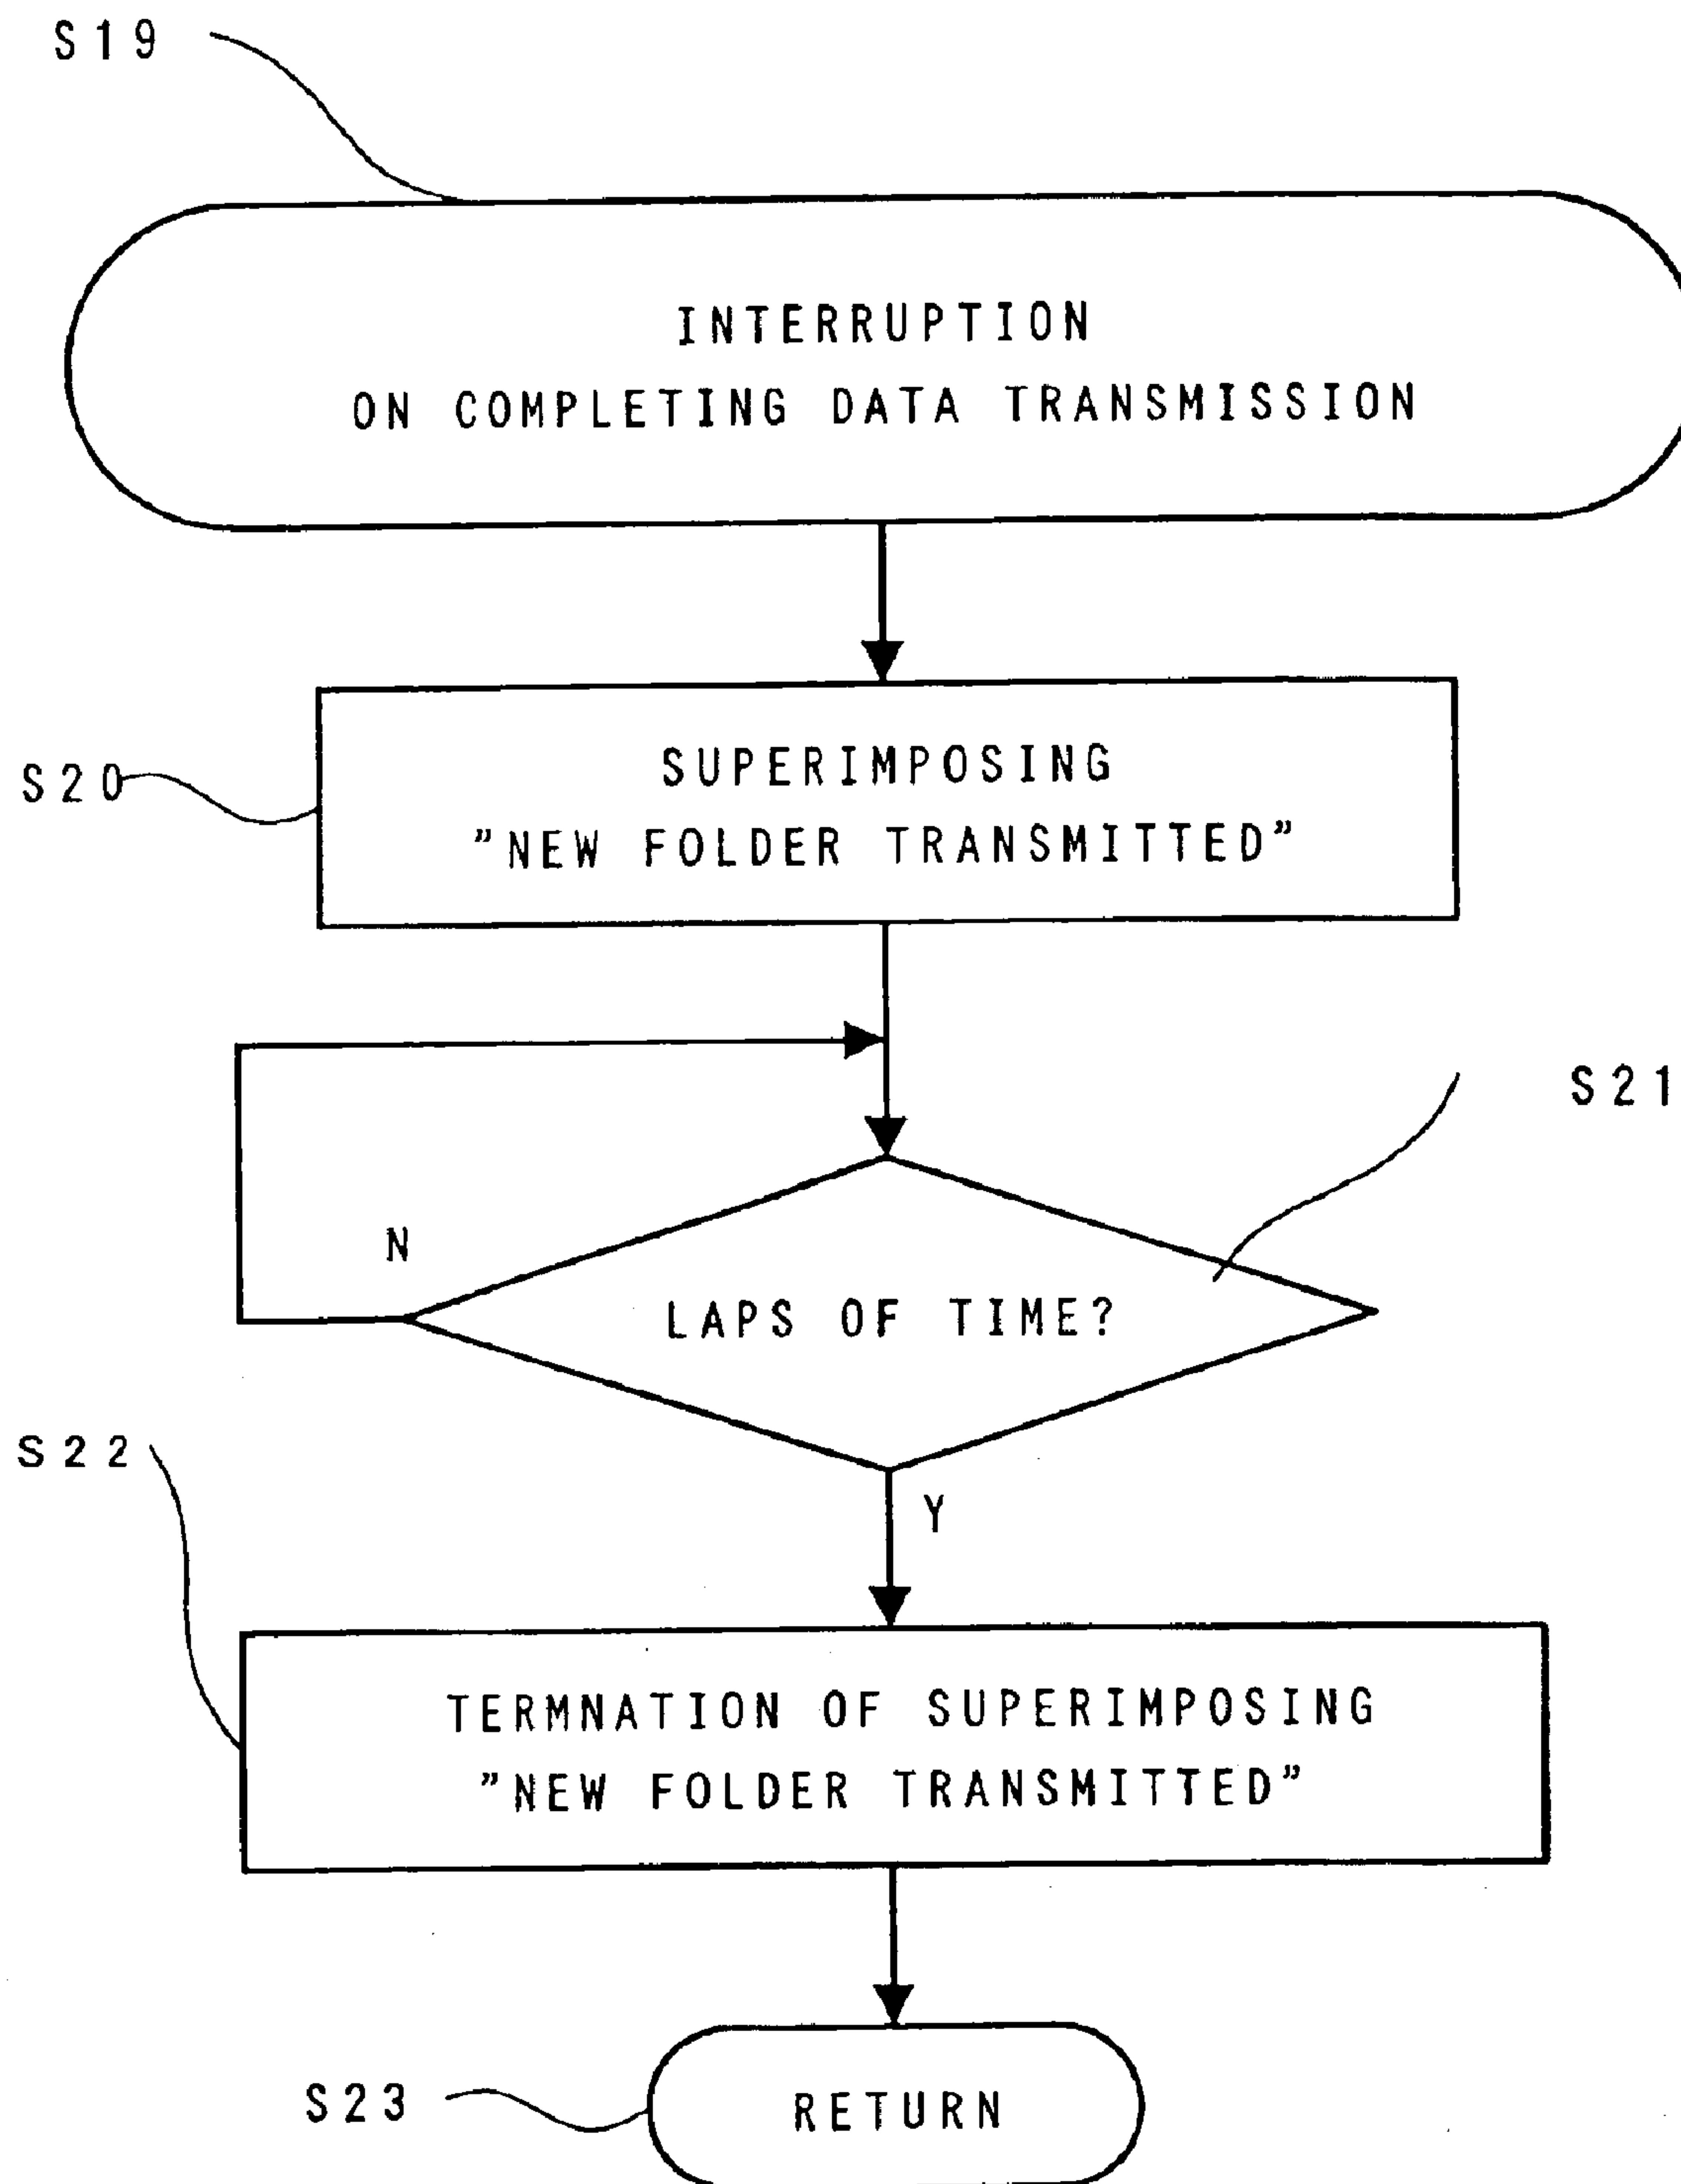 S19
INTERRUPTION
ON COMPLETING DATA TRANSMISSION
S20
SUPERIMPOSING
"NEW FOLDER TRANSMITTED"
S21
N
LAPS OF TIME?
S22
Y
TERMNATION OF SUPERIMPOSING
"NEW FOLDER TRANSMITTED"
S23
RETURN